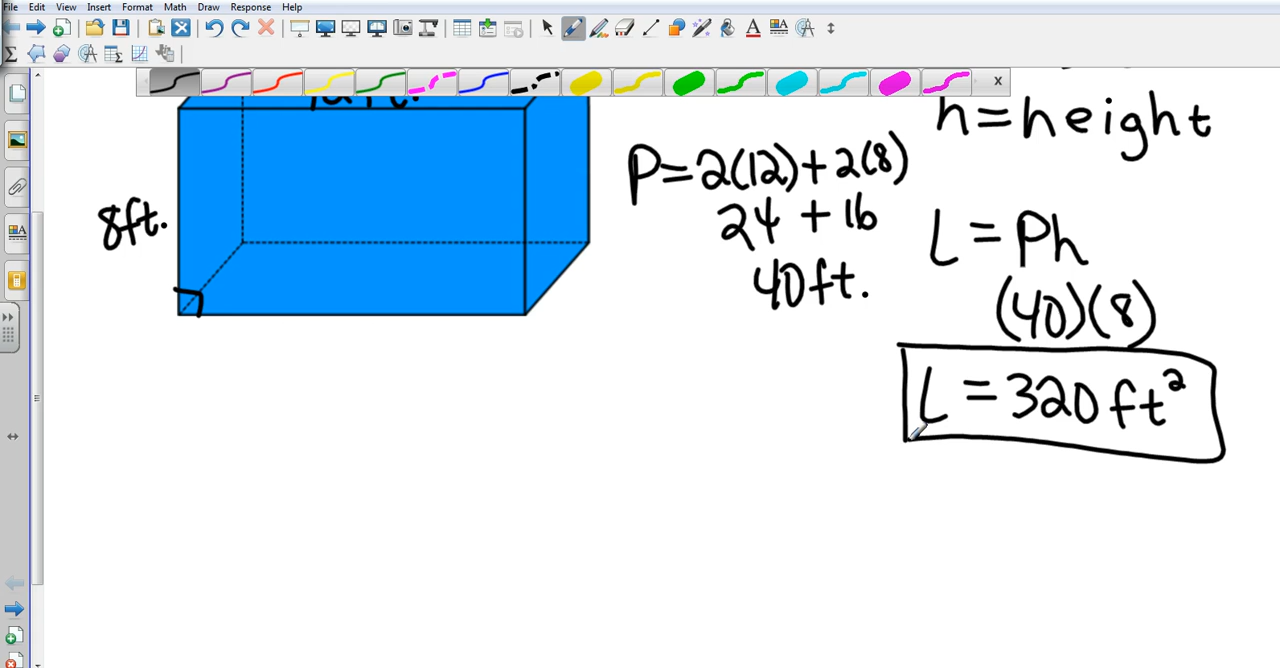 File Edit View Insert Format Math Draw Response Help
x
h=height
P=2(12)+2(8)
24 + 16
40ft.
8ft.
L=Ph
(40)(8)
L=320ft²